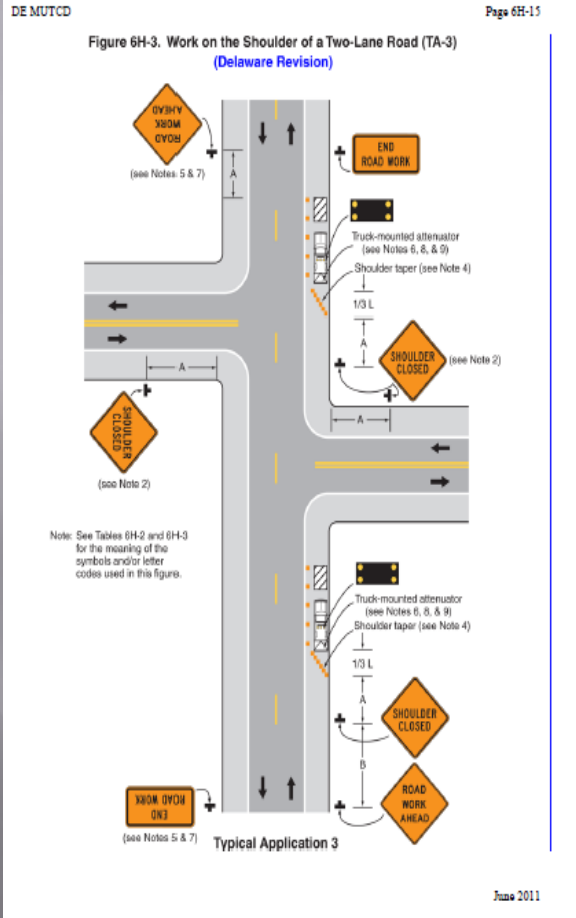 DE MUTCD
Page 6H-15
Figure 6H-3. Work on the Shoulder of a Two-Lane Road (TA-3)
(Delaware Revision)
ROAD
WORK
AHEAD
(see Notes 5 & 7)
A
END
ROAD WORK
Truck-mounted attenuator
(see Notes 6, 8, & 9)
Shoulder taper (see Note 4)
1/3 L
A
SHOULDER
CLOSED
(see Note 2)
A
SHOULDER
CLOSED
(see Note 2)
A
Note: See Tables 6H-2 and 6H-3
for the meaning of the
symbols and/or letter
codes used in this figure.
Truck-mounted attenuator
(see Notes 6, 8, & 9)
Shoulder taper (see Note 4)
1/3 L
A
SHOULDER
CLOSED
B
ROAD
WORK
AHEAD
END
ROAD WORK
(see Notes 5 & 7)
Typical Application 3
June 2011